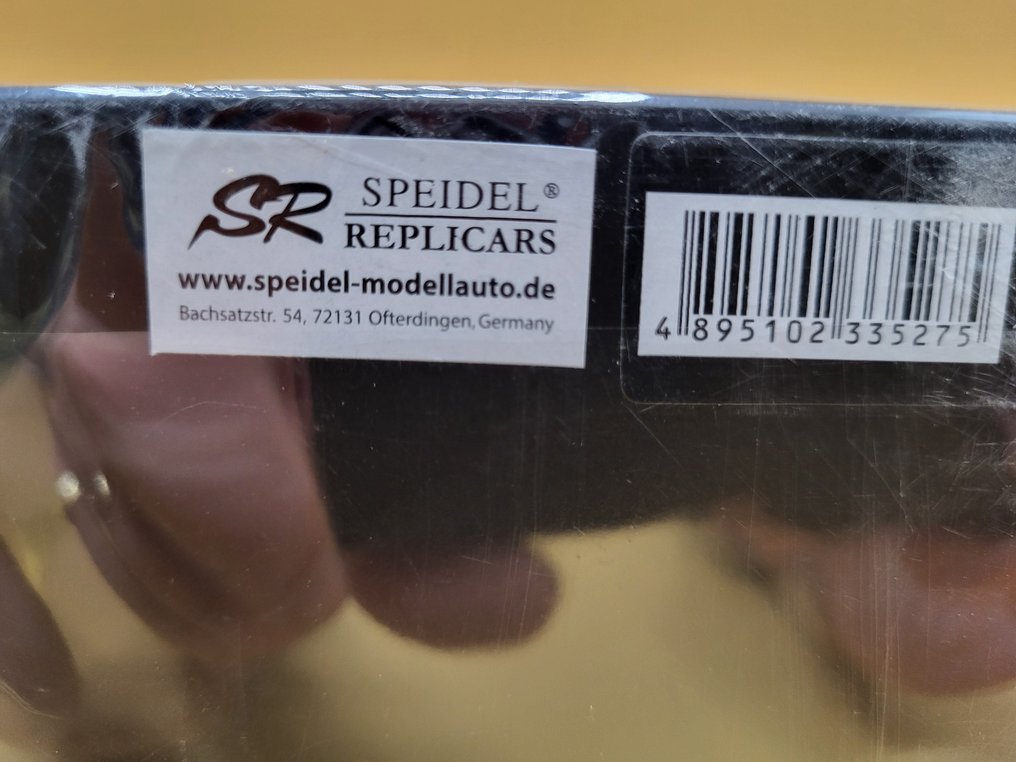 SR
SPEIDEL®
REPLICARS
www.speidel-modellauto.de
Bachsatzstr. 54, 72131 Ofterdingen, Germany
4 895102 335275